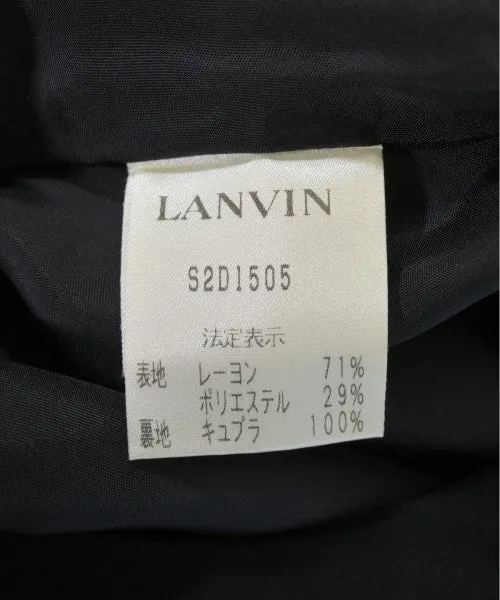 LANVIN
S2D1505
法定表示
表地 レーヨン 71%
ポリエステル 29%
裏地 キュプラ 100%